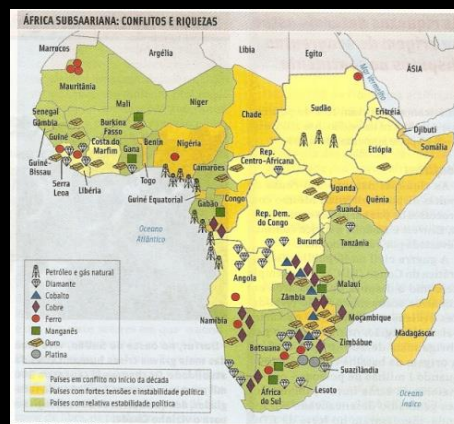 ÁFRICA SUBSAARIANA: CONFLITOS E RIQUEZAS
Marrocos
Argélia
Líbia
Egito
Mar Vermelho
ÁSIA
Mauritânia
Mali
Níger
Chade
Sudão
Eritréia
Senegal
Gâmbia
Guiné
Burkina
Fasso
Costa do
Marfim
Gana
Benin
Nigéria
Djibuti
Somália
Etiópia
Rep.
Centro-Africana
Camarões
Guiné
Bissau
Serra
Leoa
Libéria
Togo
Guiné Equatorial
Gabão
Congo
Uganda
Quênia
Ruanda
Rep. Dem.
do Congo
Burundi
Tanzânia
Oceano
Atlântico
Angola
Zâmbia
Malauí
Moçambique
Madagáscar
Namíbia
Zimbábue
Botsuana
Suazilândia
África
do Sul
Lesoto
Oceano
Índico
Petróleo e gás natural
Diamante
Cobalto
Cobre
Ferro
Manganês
Ouro
Platina
Países em conflito no início da década
Países com fortes tensões e instabilidade política
Países com relativa estabilidade política